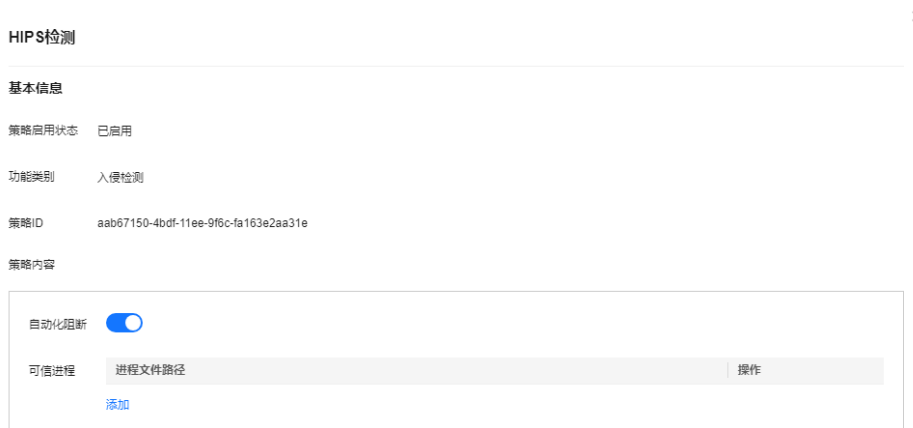 HIPS检测
基本信息
策略启用状态 已启用
功能类别 入侵检测
策略ID aab67150-4bdf-11ee-9f6c-fa163e2aa31e
策略内容
自动化阻断
可信进程 进程文件路径 操作
添加